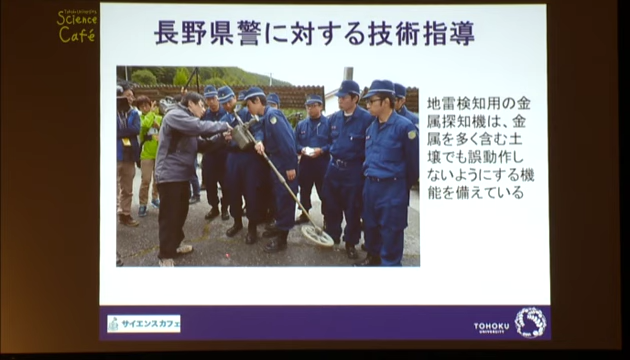 Tohoku University
Science
Café
長野県警に対する技術指導
地雷検知用の金
属探知機は、金
属を多く含む土
壌でも誤動作し
ないようにする機
能を備えている
サイエンスカフェ
TOHOKU
UNIVERSITY